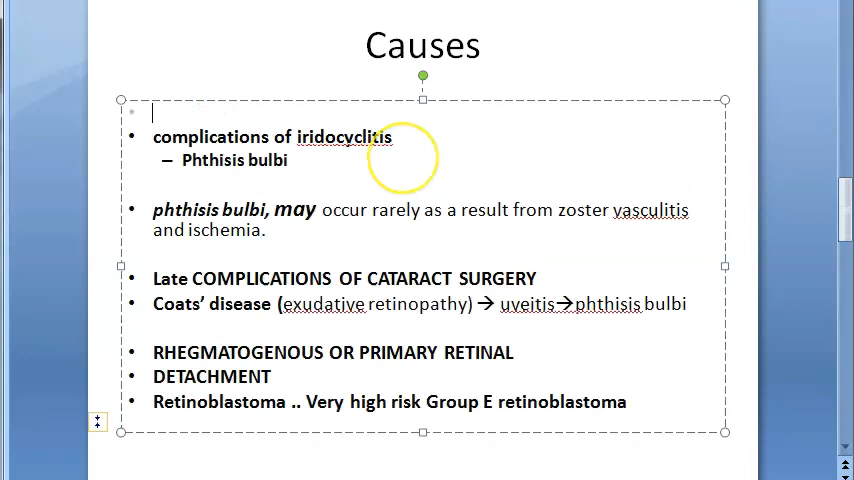 Causes
• complications of iridocyclitis
– Phthisis bulbi
• phthisis bulbi, may occur rarely as a result from zoster vasculitis
and ischemia.
• Late COMPLICATIONS OF CATARACT SURGERY
• Coats’ disease (exudative retinopathy) → uveitis→phthisis bulbi
• RHEGMATOGENOUS OR PRIMARY RETINAL
• DETACHMENT
• Retinoblastoma .. Very high risk Group E retinoblastoma